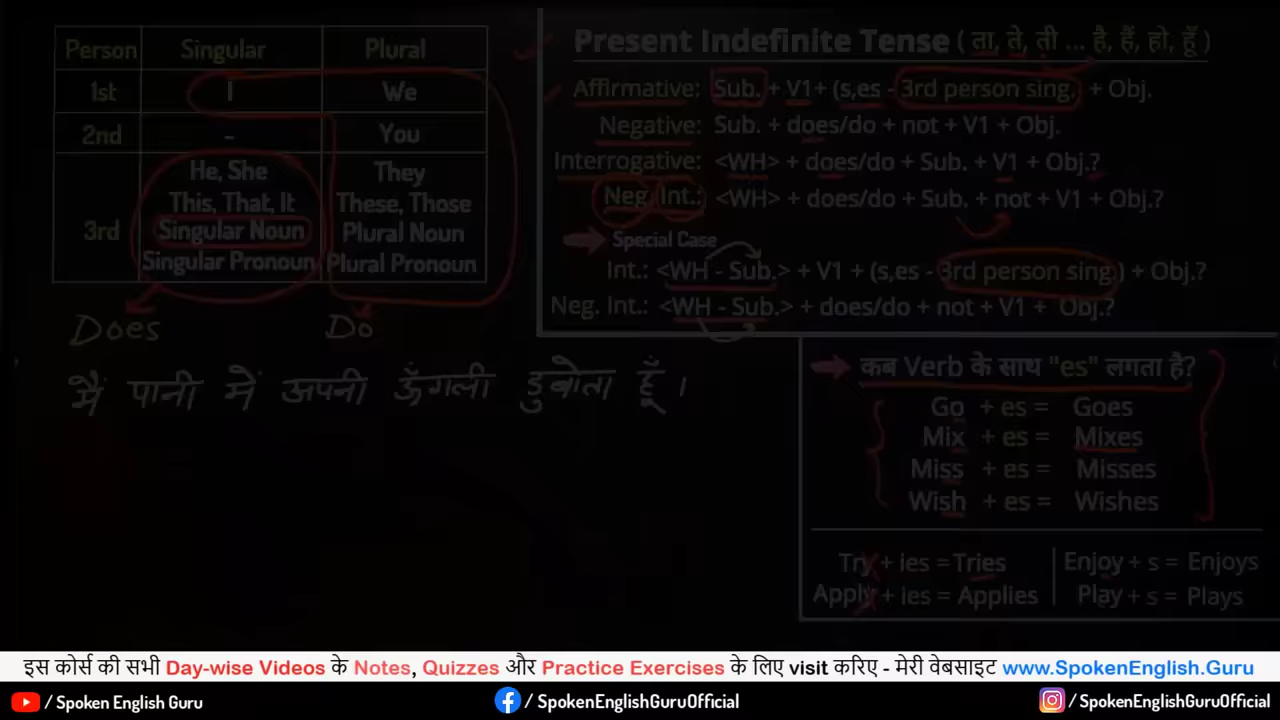 Person Singular Plural
1st I We
2nd - You
3rd He, She They
This, That, It These, Those
Singular Noun Plural Noun
Singular Pronoun Plural Pronoun
Does Do
Present Indefinite Tense ( ता, ते, ती ... है, हैं, हो, हूँ )
Affirmative: Sub. + V1+ (s,es - 3rd person sing.) + Obj.
Negative: Sub. + does/do + not + V1 + Obj.
Interrogative: <WH> + does/do + Sub. + V1 + Obj.?
Neg. Int.: <WH> + does/do + Sub. + not + V1 + Obj.?
Special Case
Int.: <WH - Sub.> + V1 + (s,es - 3rd person sing.) + Obj.?
Neg. Int.: <WH - Sub.> + does/do + not + V1 + Obj.?
मैं पानी में अपनी ऊँगली डुबोता हूँ ।
कब Verb के साथ "es" लगता है?
Go + es = Goes
Mix + es = Mixes
Miss + es = Misses
Wish + es = Wishes
Try + ies = Tries Enjoy + s = Enjoys
Apply + ies = Applies Play + s = Plays
इस कोर्स की सभी Day-wise Videos के Notes, Quizzes और Practice Exercises के लिए visit करिए - मेरी वेबसाइट www.SpokenEnglish.Guru
/ Spoken English Guru / SpokenEnglishGuruOfficial / SpokenEnglishGuruOfficial